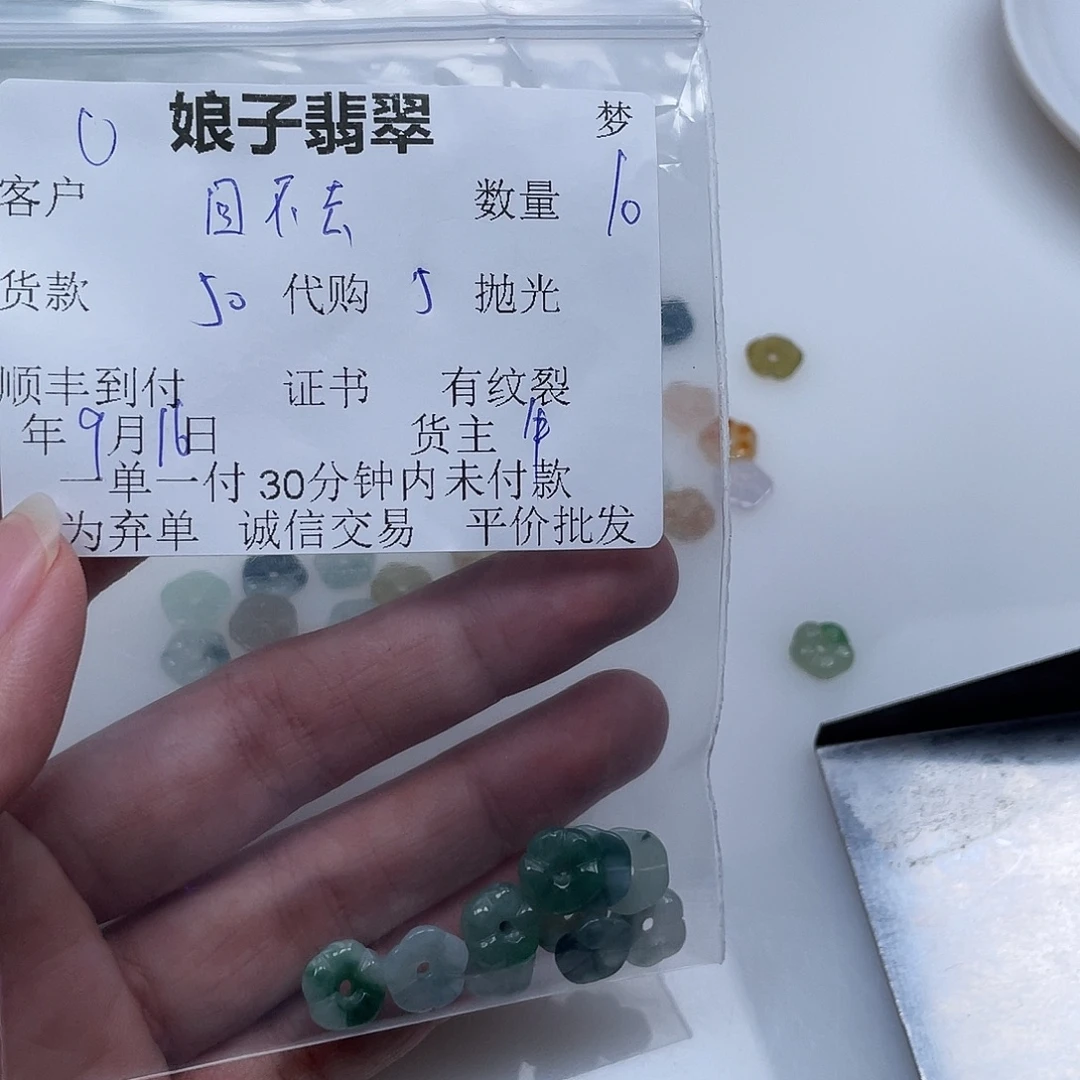 娘子翡翠 梦
客户 回不去 数量 10
货款 50 代购 5 抛光
顺丰到付 证书 有纹裂
年9月16日 货主
一单一付 30分钟内未付款
为弃单 诚信交易 平价批发